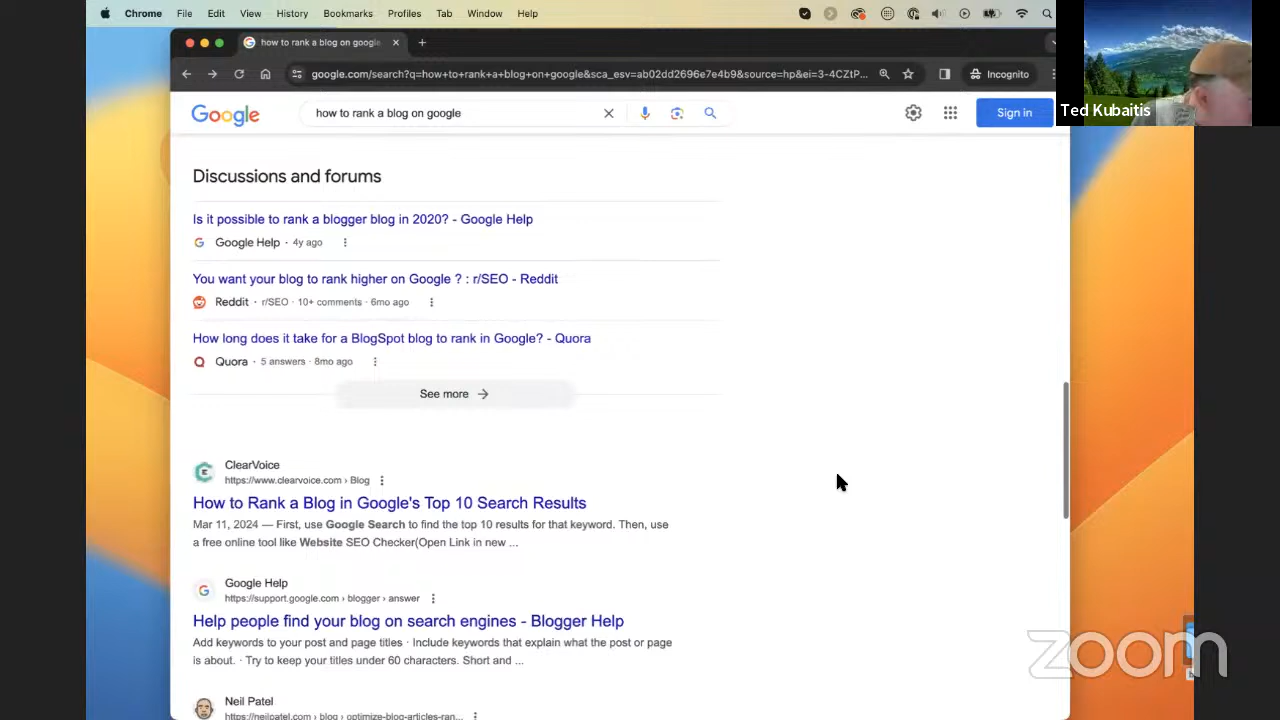 Chrome File Edit View History Bookmarks Profiles Tab Window Help
how to rank a blog on google
google.com/search?q=how+to+rank+a+blog+on+google&sca_esv=ab02dd2696e7e4b9&source=hp&ei=3-4CZtP...
Incognito
Google
how to rank a blog on google
Sign in
Ted Kubaitis
Discussions and forums
Is it possible to rank a blogger blog in 2020? - Google Help
Google Help · 4y ago
You want your blog to rank higher on Google ? : r/SEO - Reddit
Reddit · r/SEO · 10+ comments · 6mo ago
How long does it take for a BlogSpot blog to rank in Google? - Quora
Quora · 5 answers · 8mo ago
See more
ClearVoice
https://www.clearvoice.com › Blog
How to Rank a Blog in Google's Top 10 Search Results
Mar 11, 2024 — First, use Google Search to find the top 10 results for that keyword. Then, use
a free online tool like Website SEO Checker(Open Link in new ...
Google Help
https://support.google.com › blogger › answer
Help people find your blog on search engines - Blogger Help
Add keywords to your post and page titles · Include keywords that explain what the post or page
is about. · Try to keep your titles under 60 characters. Short and ...
Neil Patel
https://neilpatel.com › blog › optimize-blog-articles-ran...
zoom